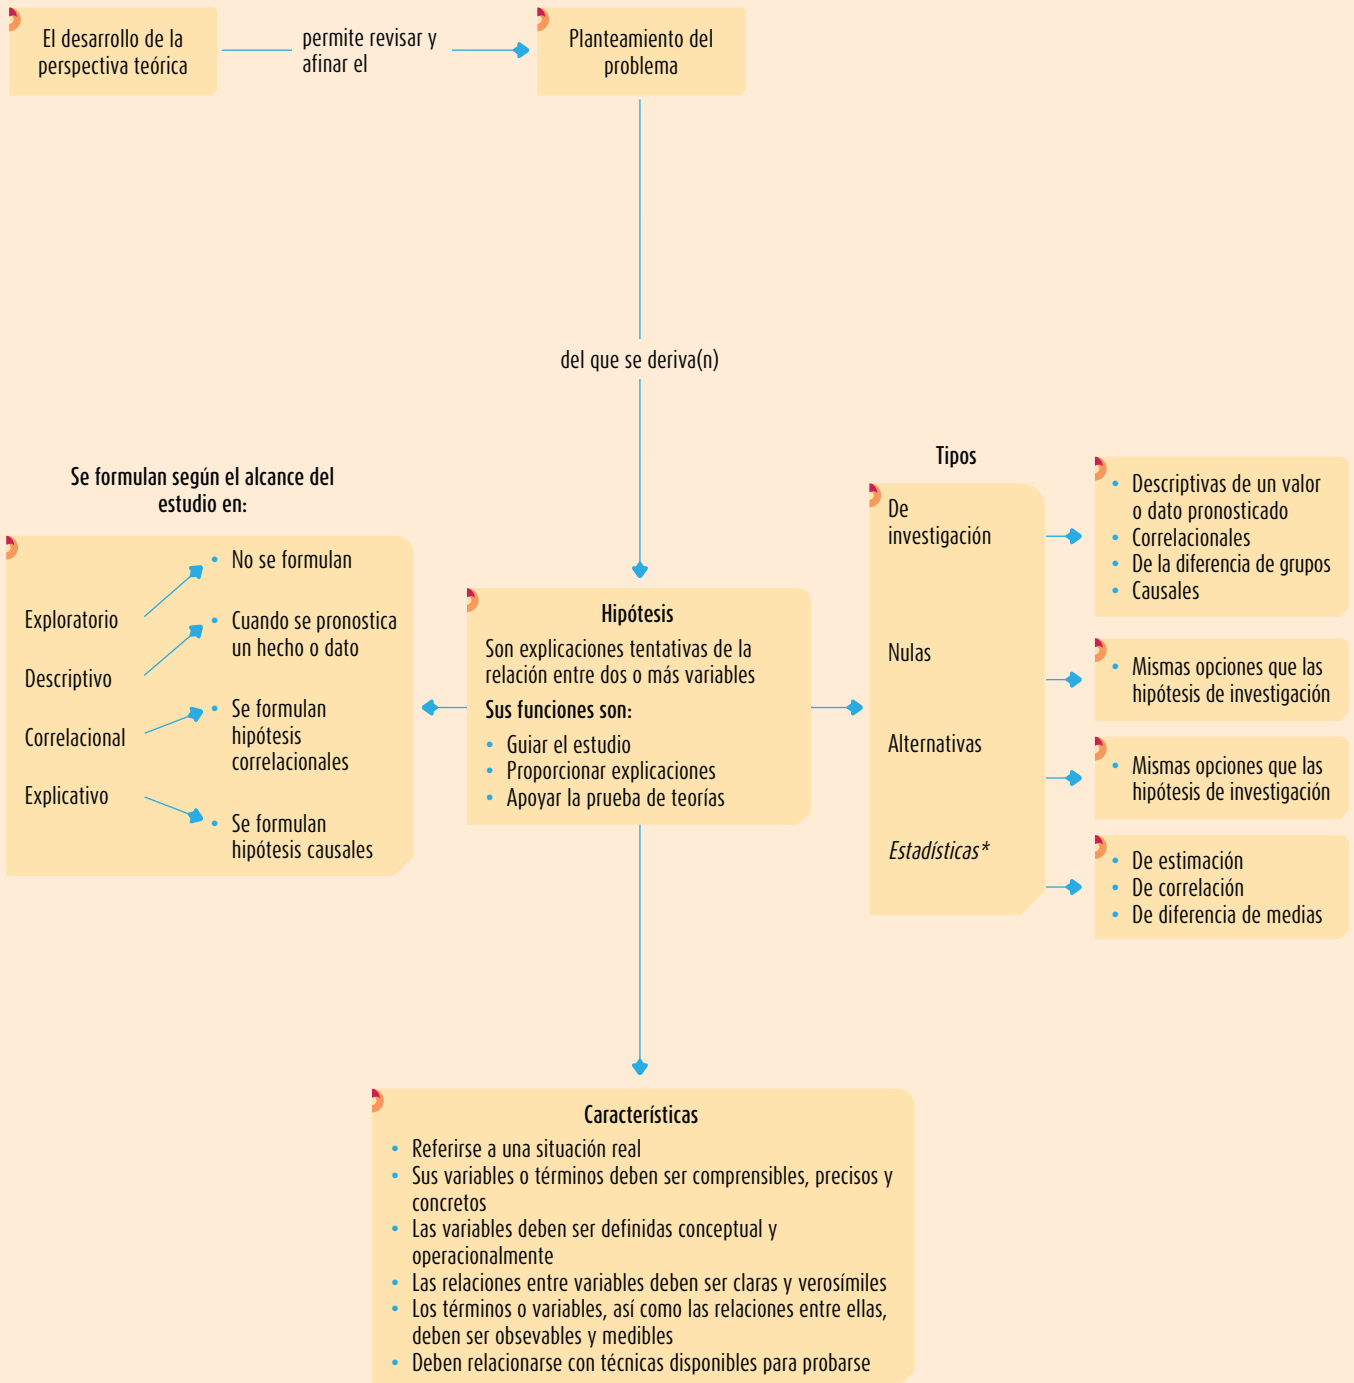 El desarrollo de la
perspectiva teórica
permite revisar y
afinar el
Planteamiento del
problema
del que se deriva(n)
Se formulan según el alcance del
estudio en:
Exploratorio
Descriptivo
Correlacional
Explicativo
• No se formulan
• Cuando se pronostica
un hecho o dato
• Se formulan
hipótesis
correlacionales
• Se formulan
hipótesis causales
Hipótesis
Son explicaciones tentativas de la
relación entre dos o más variables
Sus funciones son:
• Guiar el estudio
• Proporcionar explicaciones
• Apoyar la prueba de teorías
Tipos
De
investigación
Nulas
Alternativas
Estadísticas*
• Descriptivas de un valor
o dato pronosticado
• Correlacionales
• De la diferencia de grupos
• Causales
• Mismas opciones que las
hipótesis de investigación
• Mismas opciones que las
hipótesis de investigación
• De estimación
• De correlación
• De diferencia de medias
Características
• Referirse a una situación real
• Sus variables o términos deben ser comprensibles, precisos y
concretos
• Las variables deben ser definidas conceptual y
operacionalmente
• Las relaciones entre variables deben ser claras y verosímiles
• Los términos o variables, así como las relaciones entre ellas,
deben ser obsevables y medibles
• Deben relacionarse con técnicas disponibles para probarse